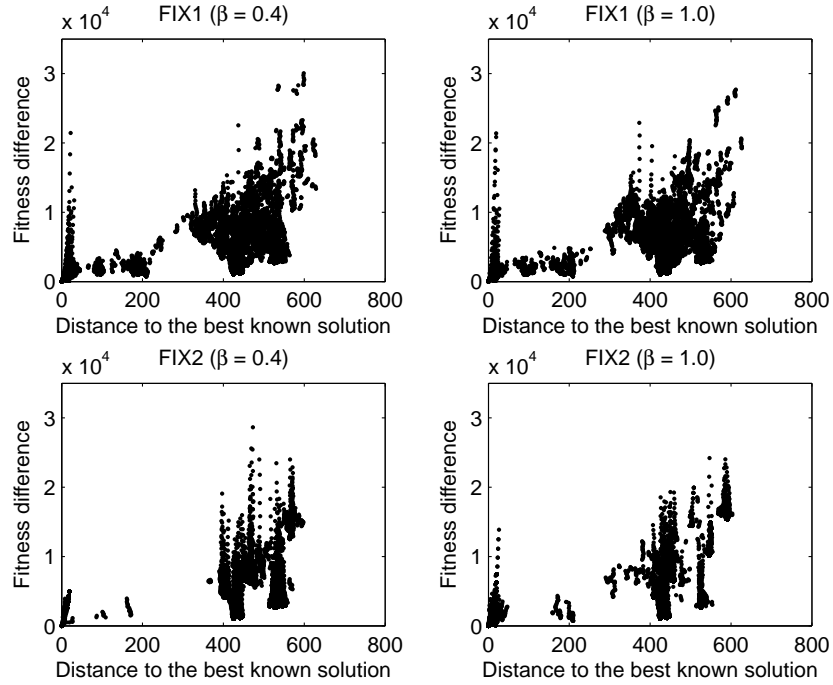 FIX1 (β = 0.4)
x 10^4
3
2
1
0
0 200 400 600 800
Fitness difference
Distance to the best known solution
FIX1 (β = 1.0)
x 10^4
3
2
1
0
0 200 400 600 800
Fitness difference
Distance to the best known solution
FIX2 (β = 0.4)
x 10^4
3
2
1
0
0 200 400 600 800
Fitness difference
Distance to the best known solution
FIX2 (β = 1.0)
x 10^4
3
2
1
0
0 200 400 600 800
Fitness difference
Distance to the best known solution